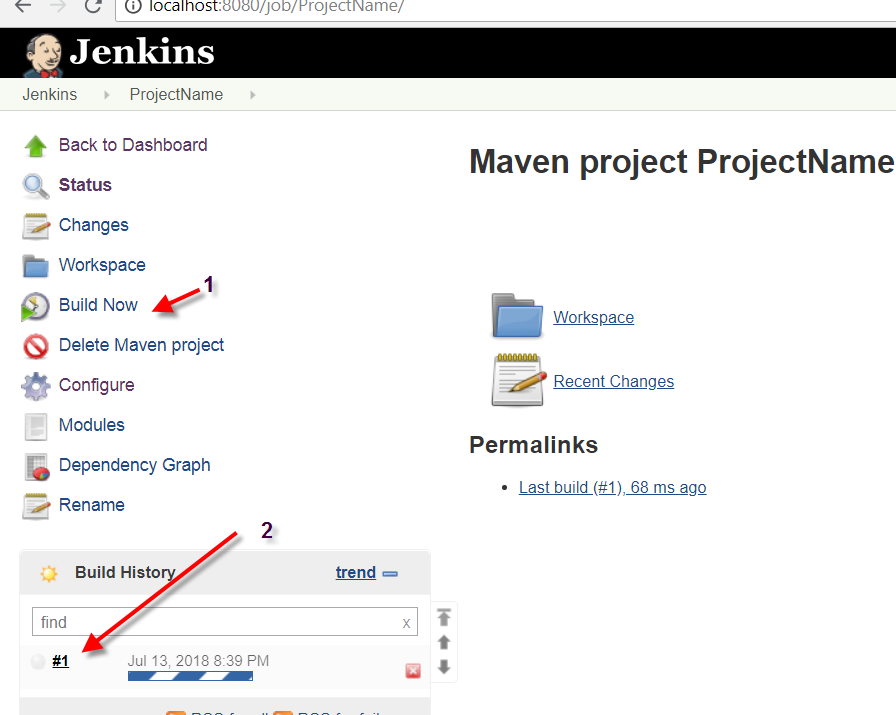 localhost:8080/job/ProjectName/
Jenkins
Jenkins ProjectName
Back to Dashboard
Status
Changes
Workspace
Build Now
1
Delete Maven project
Configure
Modules
Dependency Graph
Rename
Maven project ProjectName
Workspace
Recent Changes
Permalinks
Last build (#1), 68 ms ago
2
Build History trend
find x
#1 Jul 13, 2018 8:39 PM